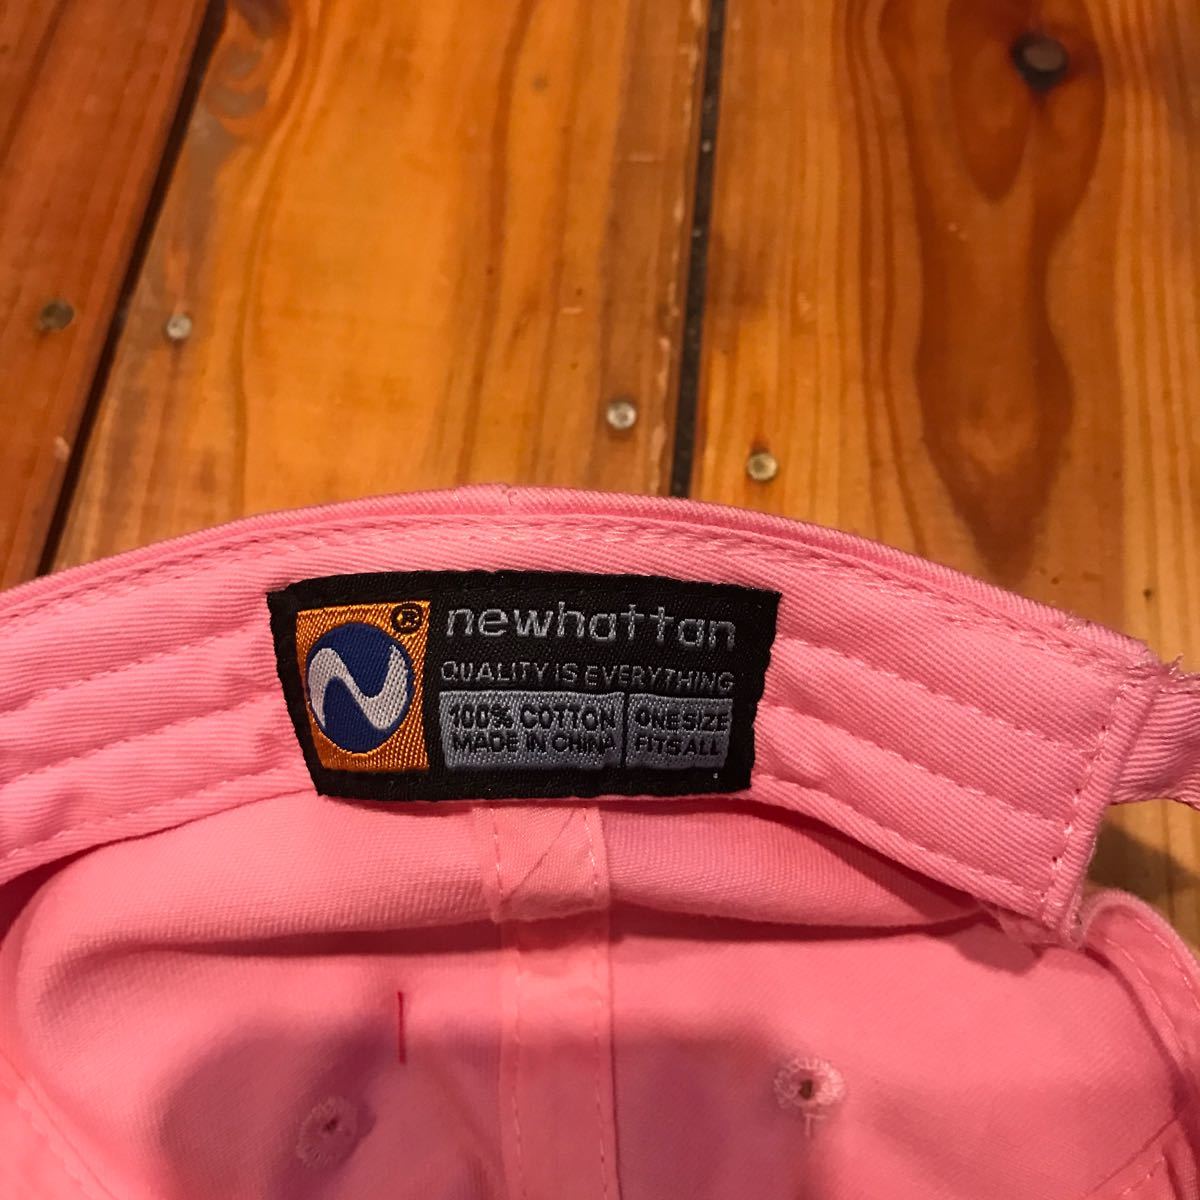 ®
newhattan
QUALITY IS EVERYTHING
100% COTTON
MADE IN CHINA
ONE SIZE
FITS ALL